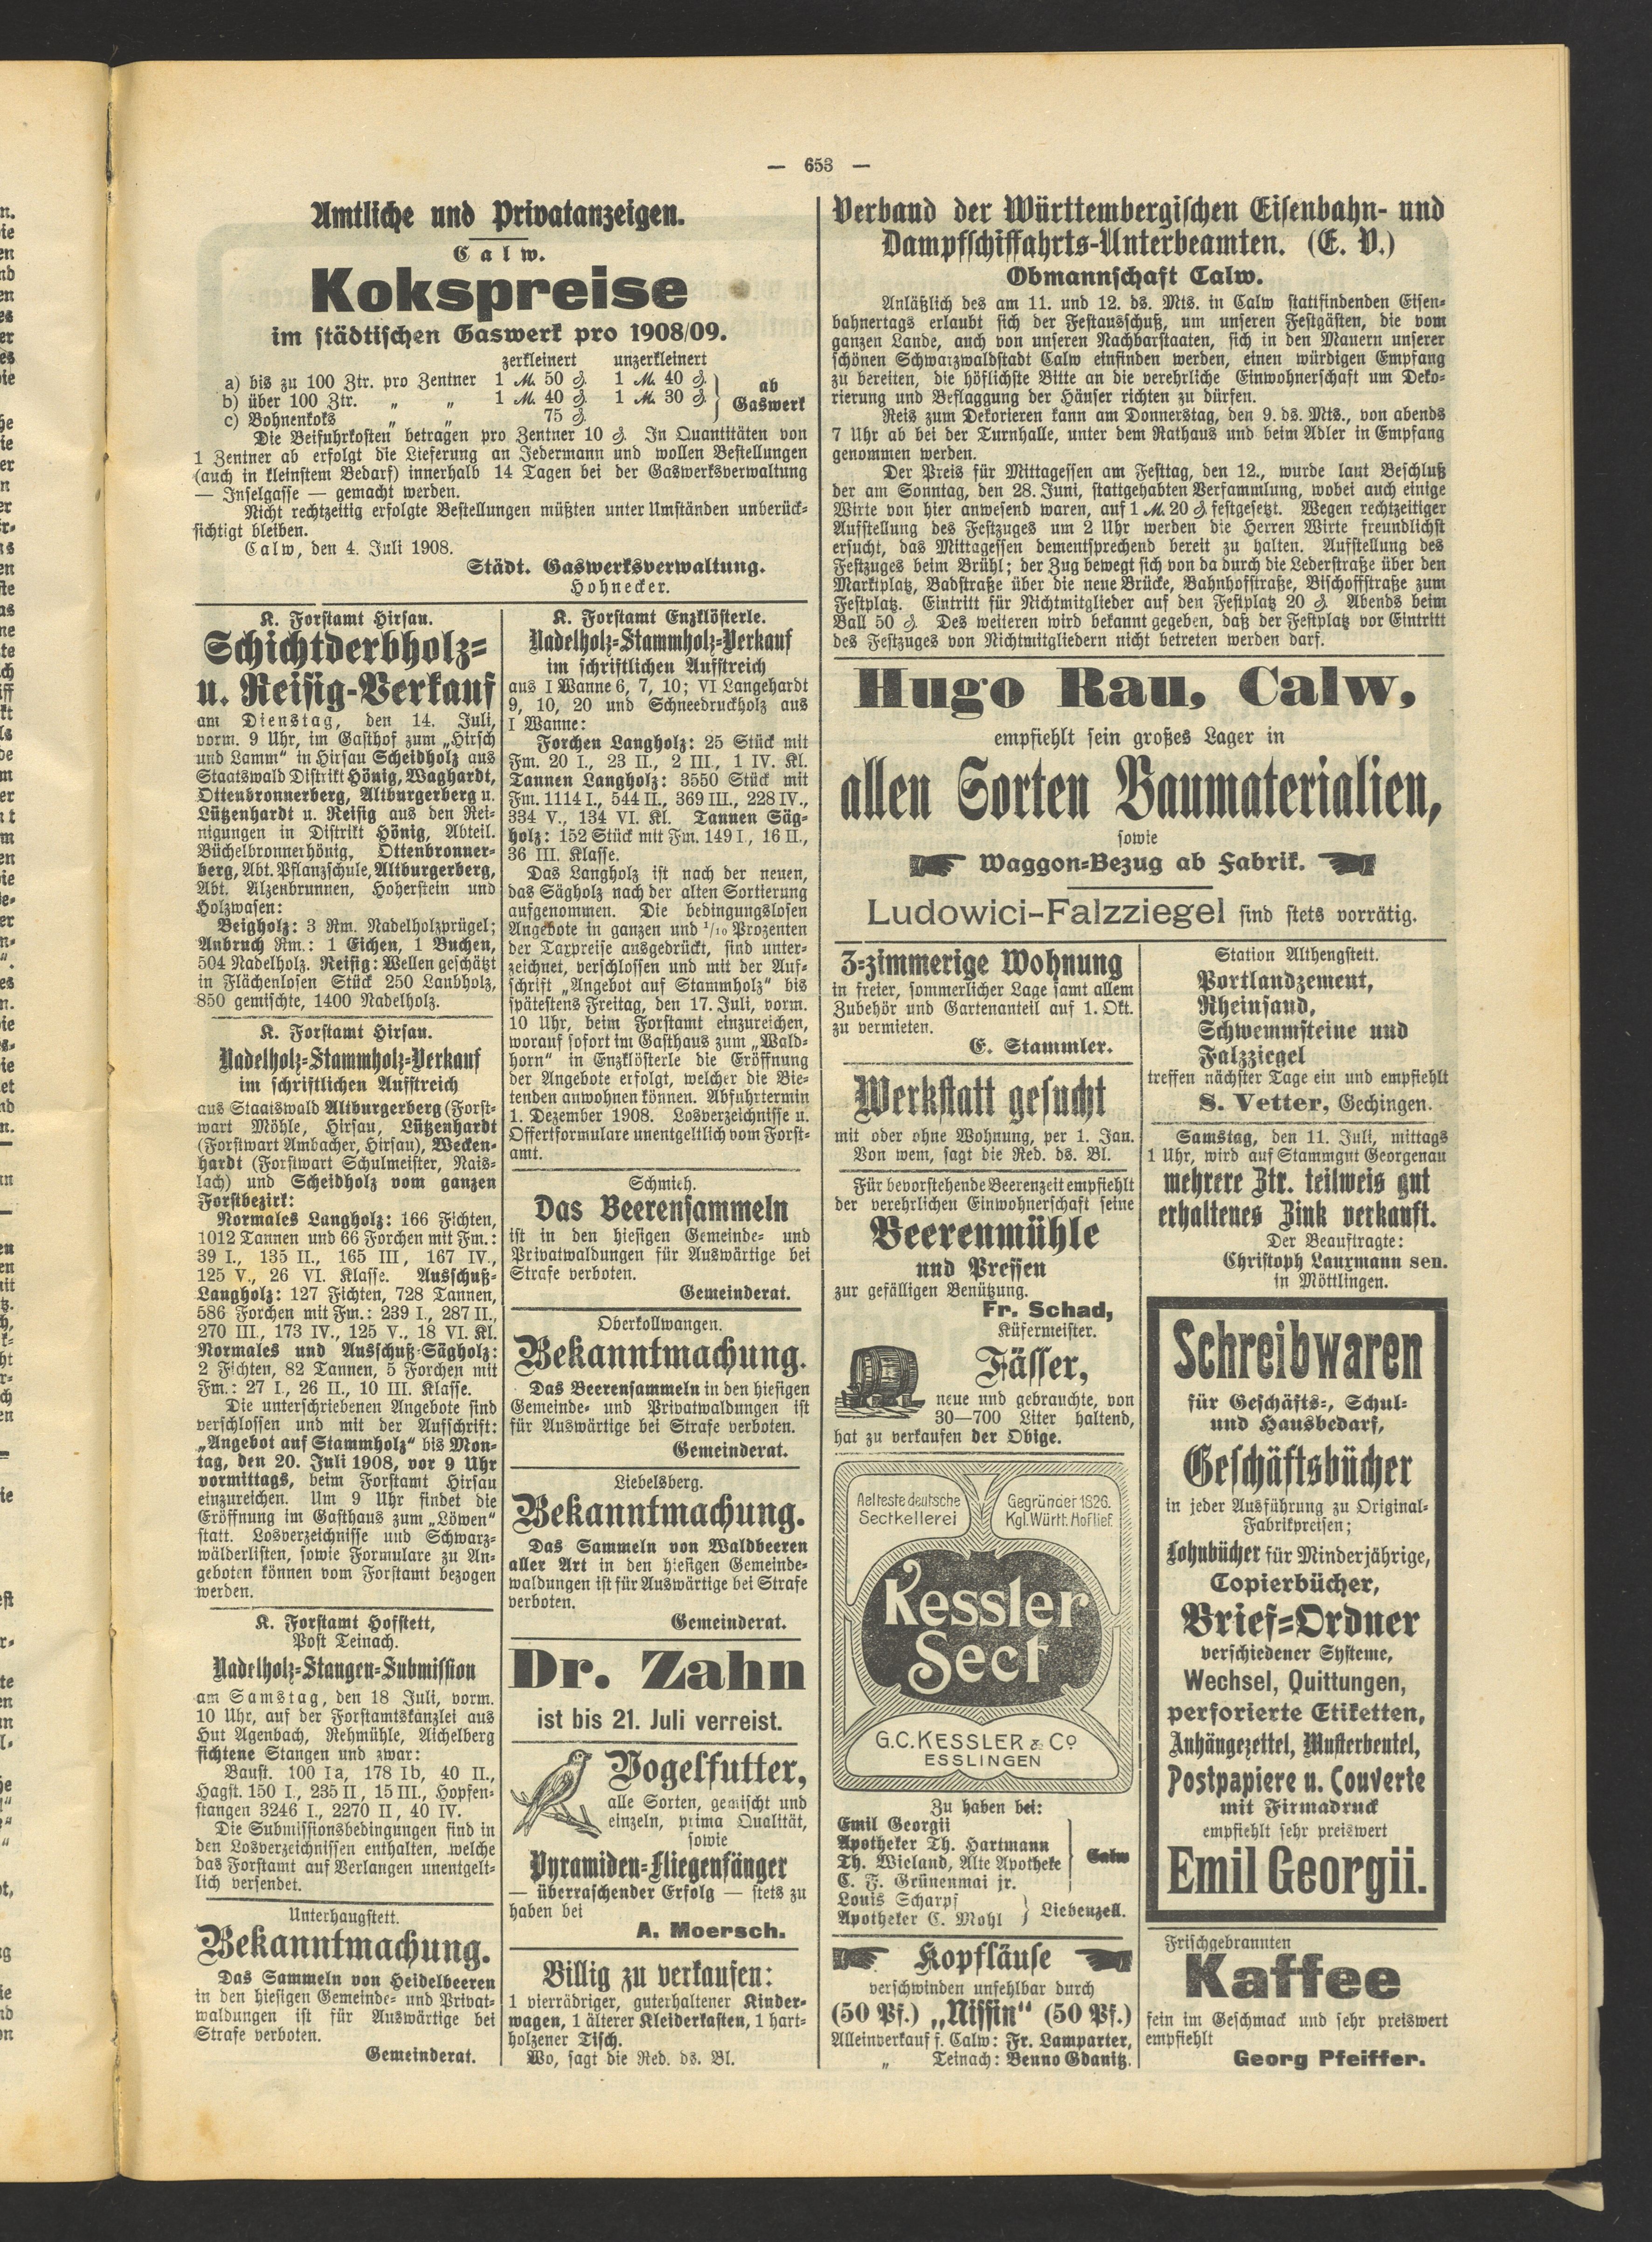 — 653 —
Amtliche und Privatanzeigen.
Calw.
Kokspreise
im städtischen Gaswerk pro 1908/09.
zerkleinert unzerkleinert
a) bis zu 100 Ztr. pro Zentner 1 M. 50 ₰. 1 M. 40 ₰.
b) über 100 Ztr. „ „ 1 M. 40 ₰. 1 M. 30 ₰.
c) Bohnenkoks „ „ 75 ₰.
ab
Gaswerk
Die Beifuhrkosten betragen pro Zentner 10 ₰. In Quantitäten von
1 Zentner ab erfolgt die Lieferung an Jedermann und wollen Bestellungen
(auch in kleinstem Bedarf) innerhalb 14 Tagen bei der Gaswerksverwaltung
— Inselgasse — gemacht werden.
Nicht rechtzeitig erfolgte Bestellungen müßten unter Umständen unberück-
sichtigt bleiben.
Calw, den 4. Juli 1908.
Städt. Gaswerksverwaltung.
Hohnecker.
K. Forstamt Hirsau.
Schichtderbholz-
u. Reisig-Verkauf
am Dienstag, den 14. Juli,
vorm. 9 Uhr, im Gasthof zum „Hirsch
und Lamm“ in Hirsau Scheidholz aus
Staatswald Distrikt Hönig, Waghardt,
Ottenbronnerberg, Altburgerberg u.
Lützenhardt u. Reisig aus den Rei-
nigungen in Distrikt Hönig, Abteil.
Büchelbronnerhönig, Ottenbronner-
berg, Abt. Pflanzschule, Altburgerberg,
Abt. Alzenbrunnen, Hoherstein und
Holzwasen:
Beigholz: 3 Rm. Nadelholzprügel;
Anbruch Rm.: 1 Eichen, 1 Buchen,
504 Nadelholz. Reisig: Wellen geschätzt
in Flächenlosen Stück 250 Laubholz,
850 gemischte, 1400 Nadelholz.
K. Forstamt Hirsau.
Nadelholz-Stammholz-Verkauf
im schriftlichen Aufstreich
aus Staatswald Altburgerberg (Forst-
wart Möhle, Hirsau, Lützenhardt
(Forstwart Ambacher, Hirsau), Wecken-
hardt (Forstwart Schulmeister, Nais-
lach) und Scheidholz vom ganzen
Forstbezirk:
Normales Langholz: 166 Fichten,
1012 Tannen und 66 Forchen mit Fm.:
39 I., 135 II., 165 III, 167 IV.,
125 V., 26 VI. Klasse. Ausschuß-
Langholz: 127 Fichten, 728 Tannen,
586 Forchen mit Fm.: 239 I., 287 II.,
270 III., 173 IV., 125 V., 18 VI. Kl.
Normales und Ausschuß-Sägholz:
2 Fichten, 82 Tannen, 5 Forchen mit
Fm.: 27 I., 26 II., 10 III. Klasse.
Die unterschriebenen Angebote sind
verschlossen und mit der Aufschrift:
„Angebot auf Stammholz“ bis Mon-
tag, den 20. Juli 1908, vor 9 Uhr
vormittags, beim Forstamt Hirsau
einzureichen. Um 9 Uhr findet die
Eröffnung im Gasthaus zum „Löwen“
statt. Losverzeichnisse und Schwarz-
wälderlisten, sowie Formulare zu An-
geboten können vom Forstamt bezogen
werden.
K. Forstamt Hofstett,
Post Teinach.
Nadelholz-Stangen-Submission
am Samstag, den 18 Juli, vorm.
10 Uhr, auf der Forstamtskanzlei aus
Hut Agenbach, Rehmühle, Aichelberg
fichtene Stangen und zwar:
Baust. 100 Ia, 178 Ib, 40 II.,
Hagst. 150 I., 235 II, 15 III., Hopfen-
stangen 3246 I., 2270 II, 40 IV.
Die Submissionsbedingungen sind in
den Losverzeichnissen enthalten, welche
das Forstamt auf Verlangen unentgelt-
lich versendet.
Unterhaugstett.
Bekanntmachung.
Das Sammeln von Heidelbeeren
in den hiesigen Gemeinde- und Privat-
waldungen ist für Auswärtige bei
Strafe verboten.
Gemeinderat.
K. Forstamt Enzklösterle.
Nadelholz-Stammholz-Verkauf
im schriftlichen Aufstreich
aus I Wanne 6, 7, 10; VI Langehardt
9, 10, 20 und Schneedruckholz aus
I Wanne:
Forchen Langholz: 25 Stück mit
Fm. 20 I., 23 II., 2 III., 1 IV. Kl.
Tannen Langholz: 3550 Stück mit
Fm. 1114 I., 544 II., 369 III., 228 IV.,
334 V., 134 VI. Kl. Tannen Säg-
holz: 152 Stück mit Fm. 149 I, 16 II.,
36 III. Klasse.
Das Langholz ist nach der neuen,
das Sägholz nach der alten Sortierung
aufgenommen. Die bedingungslosen
Angebote in ganzen und 1/10 Prozenten
der Taxpreise ausgedrückt, sind unter-
zeichnet, verschlossen und mit der Auf-
schrift „Angebot auf Stammholz“ bis
spätestens Freitag, den 17. Juli, vorm.
10 Uhr, beim Forstamt einzureichen,
worauf sofort im Gasthaus zum „Wald-
horn“ in Enzklösterle die Eröffnung
der Angebote erfolgt, welcher die Bie-
tenden anwohnen können. Abfuhrtermin
1. Dezember 1908. Losverzeichnisse u.
Offertformulare unentgeltlich vom Forst-
amt.
Schmieh.
Das Beerensammeln
ist in den hiesigen Gemeinde- und
Privatwaldungen für Auswärtige bei
Strafe verboten.
Gemeinderat.
Oberkollwangen.
Bekanntmachung.
Das Beerensammeln in den hiesigen
Gemeinde- und Privatwaldungen ist
für Auswärtige bei Strafe verboten.
Gemeinderat.
Liebelsberg.
Bekanntmachung.
Das Sammeln von Waldbeeren
aller Art in den hiesigen Gemeinde-
waldungen ist für Auswärtige bei Strafe
verboten.
Gemeinderat.
Dr. Zahn
ist bis 21. Juli verreist.
Vogelfutter,
alle Sorten, gemischt und
einzeln, prima Qualität,
sowie
Pyramiden-Fliegenfänger
— überraschender Erfolg — stets zu
haben bei
A. Moersch.
Billig zu verkaufen:
1 vierrädriger, guterhaltener Kinder-
wagen, 1 älterer Kleiderkasten, 1 hart-
holzener Tisch.
Wo, sagt die Red. ds. Bl.
Verband der Württembergischen Eisenbahn- und
Dampfschiffahrts-Unterbeamten. (E. V.)
Obmannschaft Calw.
Anläßlich des am 11. und 12. ds. Mts. in Calw stattfindenden Eisen-
bahnertags erlaubt sich der Festausschuß, um unseren Festgästen, die vom
ganzen Lande, auch von unseren Nachbarstaaten, sich in den Mauern unserer
schönen Schwarzwaldstadt Calw einfinden werden, einen würdigen Empfang
zu bereiten, die höflichste Bitte an die verehrliche Einwohnerschaft um Deko-
rierung und Beflaggung der Häuser richten zu dürfen.
Reis zum Dekorieren kann am Donnerstag, den 9. ds. Mts., von abends
7 Uhr ab bei der Turnhalle, unter dem Rathaus und beim Adler in Empfang
genommen werden.
Der Preis für Mittagessen am Festtag, den 12., wurde laut Beschluß
der am Sonntag, den 28. Juni, stattgehabten Versammlung, wobei auch einige
Wirte von hier anwesend waren, auf 1 M. 20 ₰ festgesetzt. Wegen rechtzeitiger
Aufstellung des Festzuges um 2 Uhr werden die Herren Wirte freundlichst
ersucht, das Mittagessen dementsprechend bereit zu halten. Aufstellung des
Festzuges beim Brühl; der Zug bewegt sich von da durch die Lederstraße über den
Marktplatz, Badstraße über die neue Brücke, Bahnhofstraße, Bischoffstraße zum
Festplatz. Eintritt für Nichtmitglieder auf den Festplatz 20 ₰. Abends beim
Ball 50 ₰. Des weiteren wird bekannt gegeben, daß der Festplatz vor Eintritt
des Festzuges von Nichtmitgliedern nicht betreten werden darf.
Hugo Rau, Calw,
empfiehlt sein großes Lager in
allen Sorten Baumaterialien,
sowie
Waggon-Bezug ab Fabrik.
Ludowici-Falzziegel sind stets vorrätig.
3-zimmerige Wohnung
in freier, sommerlicher Lage samt allem
Zubehör und Gartenanteil auf 1. Okt.
zu vermieten.
E. Stammler.
Werkstatt gesucht
mit oder ohne Wohnung, per 1. Jan.
Von wem, sagt die Red. ds. Bl.
Für bevorstehende Beerenzeit empfiehlt
der verehrlichen Einwohnerschaft seine
Beerenmühle
und Pressen
zur gefälligen Benützung.
Fr. Schad,
Küfermeister.
Fässer,
neue und gebrauchte, von
30—700 Liter haltend,
hat zu verkaufen der Obige.
Aelteste deutsche
Sectkellerei
Gegründet 1826.
Kgl. Württ. Hoflief.
Kessler
Sect
G. C. KESSLER & Co
ESSLINGEN
Zu haben bei:
Emil Georgii
Apotheker Th. Hartmann
Th. Wieland, Alte Apotheke
C. F. Grünenmai jr.
Calw
Louis Scharpf
Apotheker C. Mohl
Liebenzell.
Kopfläuse
verschwinden unfehlbar durch
(50 Pf.) „Nissin“ (50 Pf.)
Alleinverkauf f. Calw: Fr. Lamparter,
„ Teinach: Benno Gdanitz.
Station Althengstett.
Portlandzement,
Rheinsand,
Schwemmsteine und
Falzziegel
treffen nächster Tage ein und empfiehlt
S. Vetter, Gechingen.
Samstag, den 11. Juli, mittags
1 Uhr, wird auf Stammgut Georgenau
mehrere Ztr. teilweis gut
erhaltenes Zink verkauft.
Der Beauftragte:
Christoph Laurmann sen.
in Möttlingen.
Schreibwaren
für Geschäfts-, Schul-
und Hausbedarf,
Geschäftsbücher
in jeder Ausführung zu Original-
Fabrikpreisen;
Lohnbücher für Minderjährige,
Copierbücher,
Brief-Ordner
verschiedener Systeme,
Wechsel, Quittungen,
perforierte Etiketten,
Anhängezettel, Musterbeutel,
Postpapiere u. Couverte
mit Firmadruck
empfiehlt sehr preiswert
Emil Georgii.
Frischgebrannten
Kaffee
fein im Geschmack und sehr preiswert
empfiehlt
Georg Pfeiffer.